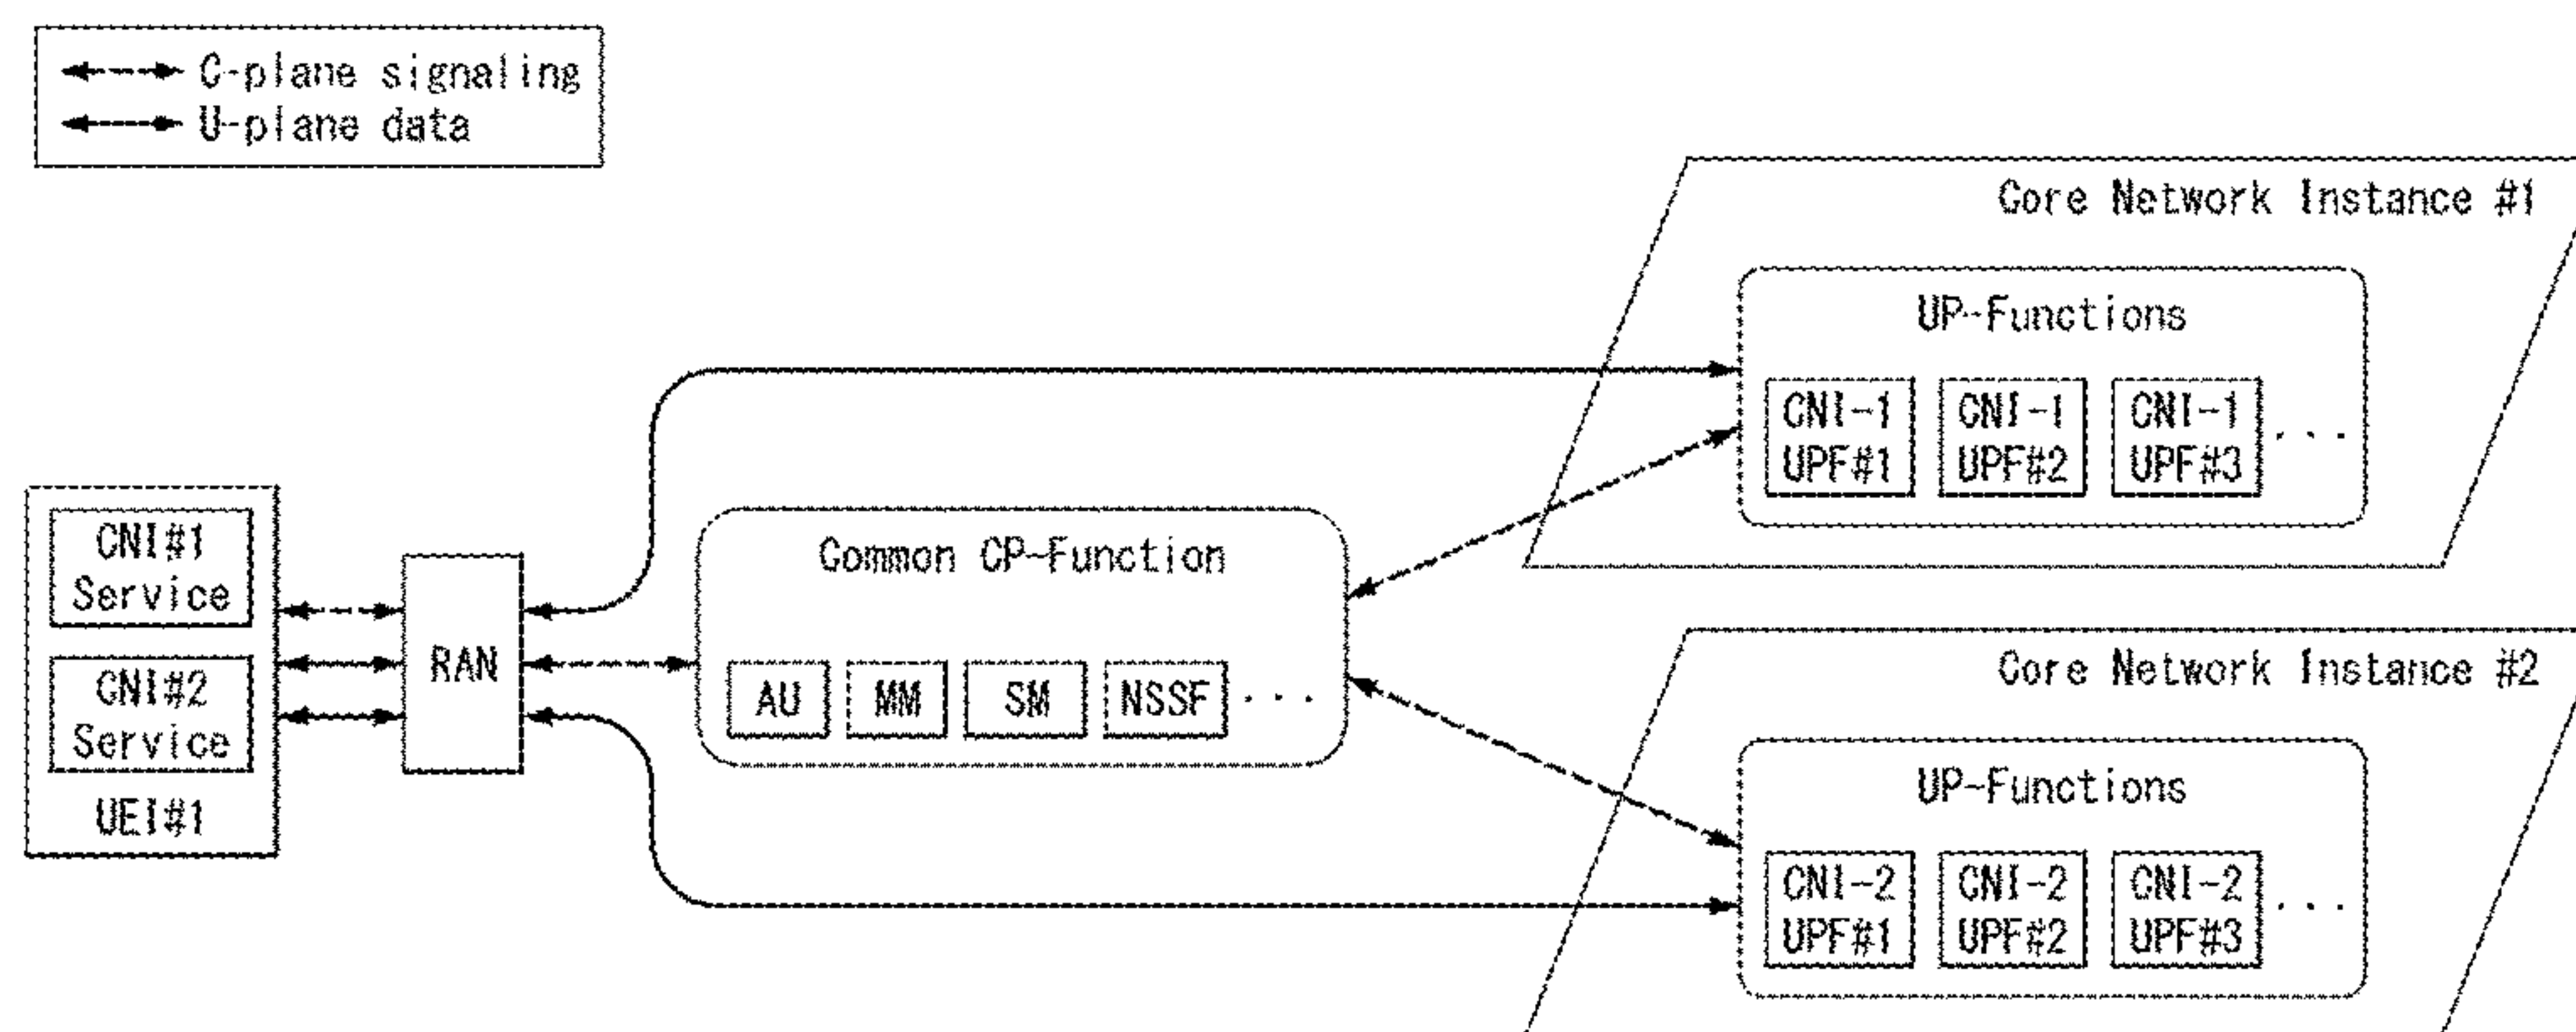 C-plane signaling
U-plane data
Core Network Instance #1
UP-Functions
CNI-1 UPF#1
CNI-1 UPF#2
CNI-1 UPF#3
...
CNI#1
Service
CNI#2
Service
UEI#1
RAN
Common CP-Function
AU
MM
SM
NSSF
...
Core Network Instance #2
UP-Functions
CNI-2 UPF#1
CNI-2 UPF#2
CNI-2 UPF#3
...